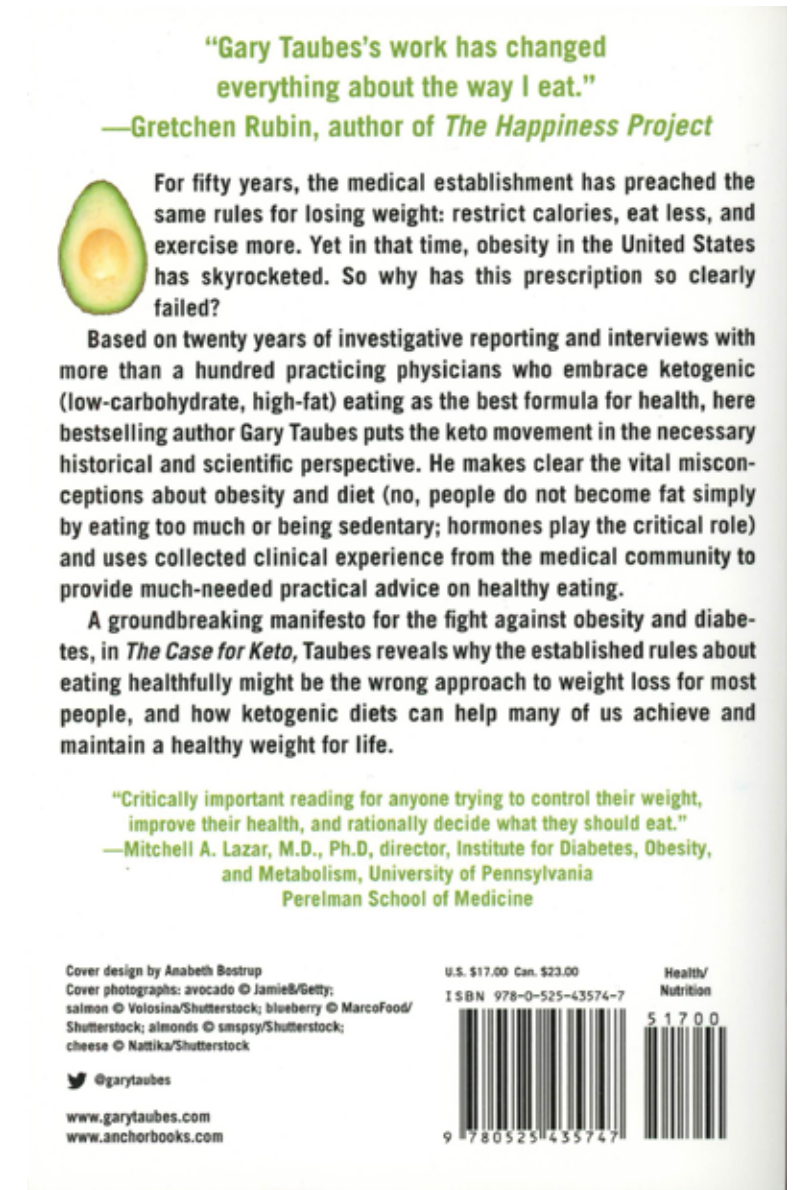 “Gary Taubes’s work has changed
everything about the way I eat.”
—Gretchen Rubin, author of The Happiness Project
For fifty years, the medical establishment has preached the
same rules for losing weight: restrict calories, eat less, and
exercise more. Yet in that time, obesity in the United States
has skyrocketed. So why has this prescription so clearly
failed?
Based on twenty years of investigative reporting and interviews with
more than a hundred practicing physicians who embrace ketogenic
(low-carbohydrate, high-fat) eating as the best formula for health, here
bestselling author Gary Taubes puts the keto movement in the necessary
historical and scientific perspective. He makes clear the vital miscon-
ceptions about obesity and diet (no, people do not become fat simply
by eating too much or being sedentary; hormones play the critical role)
and uses collected clinical experience from the medical community to
provide much-needed practical advice on healthy eating.
A groundbreaking manifesto for the fight against obesity and diabe-
tes, in The Case for Keto, Taubes reveals why the established rules about
eating healthfully might be the wrong approach to weight loss for most
people, and how ketogenic diets can help many of us achieve and
maintain a healthy weight for life.
“Critically important reading for anyone trying to control their weight,
improve their health, and rationally decide what they should eat.”
—Mitchell A. Lazar, M.D., Ph.D, director, Institute for Diabetes, Obesity,
and Metabolism, University of Pennsylvania
Perelman School of Medicine
Cover design by Anabeth Bostrup
Cover photographs: avocado © JamieB/Getty;
salmon © Volosina/Shutterstock; blueberry © MarcoFood/
Shutterstock; almonds © smspsy/Shutterstock;
cheese © Nattika/Shutterstock
@garytaubes
www.garytaubes.com
www.anchorbooks.com
U.S. $17.00 Can. $23.00
ISBN 978-0-525-43574-7
9 780525 435747
Health/
Nutrition
51700